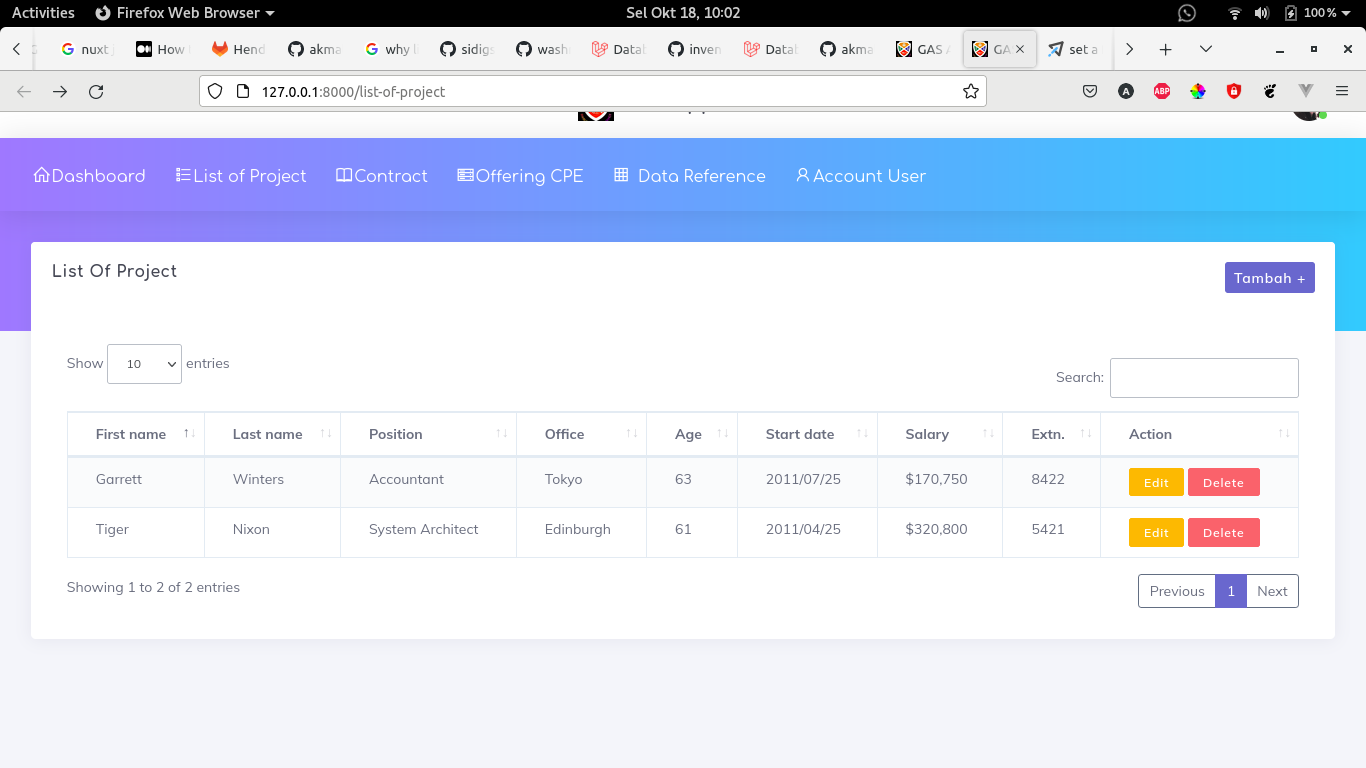 Activities Firefox Web Browser Sel Okt 18, 10:02 100%
nuxt How Hend akma why sidigs wash Datab inven Datab akma GAS GA set a
127.0.0.1:8000/list-of-project
Dashboard List of Project Contract Offering CPE Data Reference Account User
List Of Project
Tambah +
Show 10 entries
Search:
First name Last name Position Office Age Start date Salary Extn. Action
Garrett Winters Accountant Tokyo 63 2011/07/25 $170,750 8422 Edit Delete
Tiger Nixon System Architect Edinburgh 61 2011/04/25 $320,800 5421 Edit Delete
Showing 1 to 2 of 2 entries
Previous 1 Next